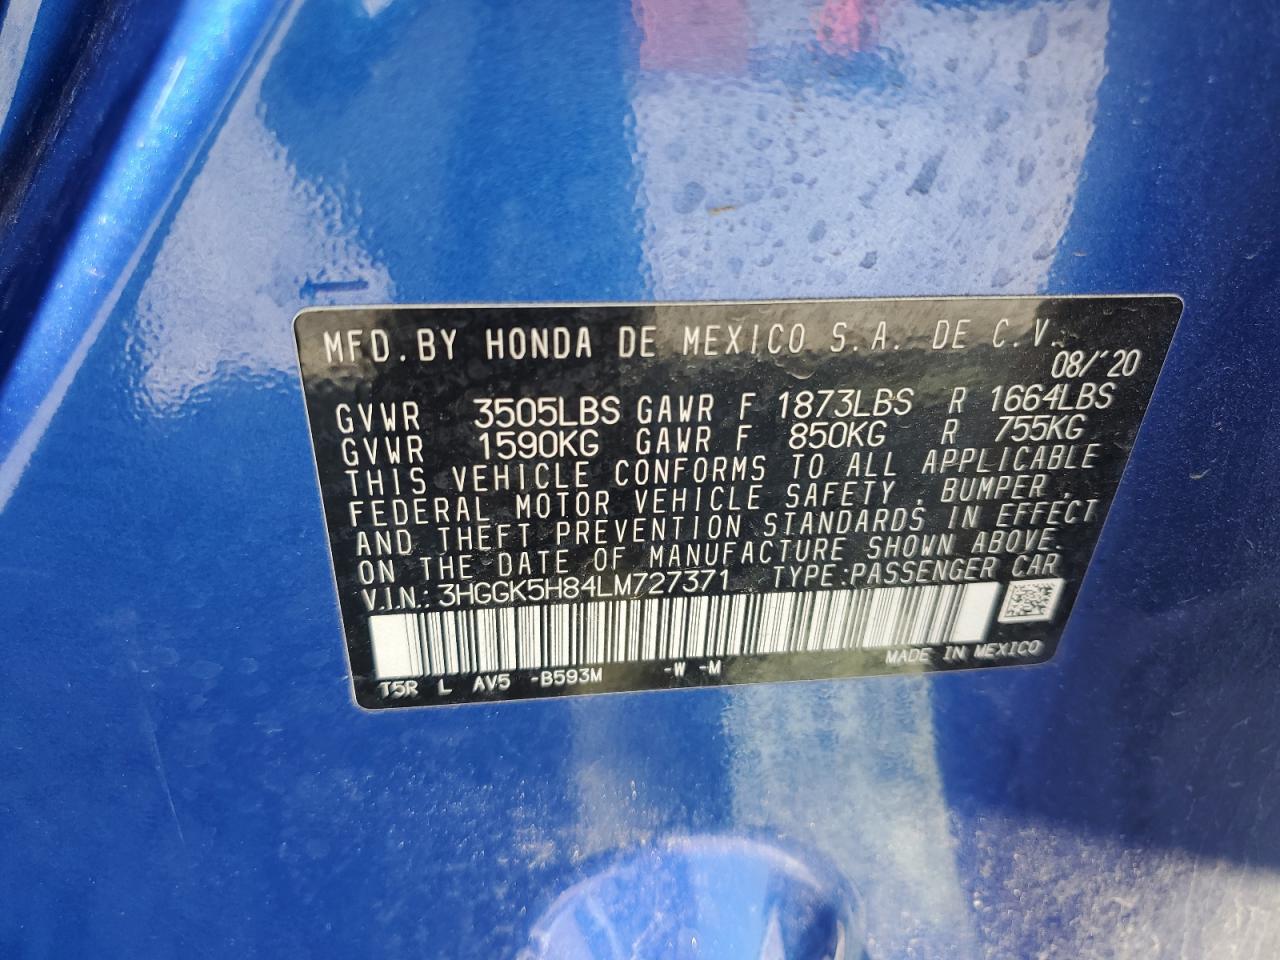 MFD. BY HONDA DE MEXICO S.A. DE C.V.
08/'20
GVWR 3505LBS GAWR F 1873LBS R 1664LBS
GVWR 1590KG GAWR F 850KG R 755KG
THIS VEHICLE CONFORMS TO ALL APPLICABLE
FEDERAL MOTOR VEHICLE SAFETY, BUMPER,
AND THEFT PREVENTION STANDARDS IN EFFECT
ON THE DATE OF MANUFACTURE SHOWN ABOVE.
V.I.N.: 3HGGK5H84LM727371 TYPE:PASSENGER CAR
T5R L AV5 -B593M -W -M MADE IN MEXICO